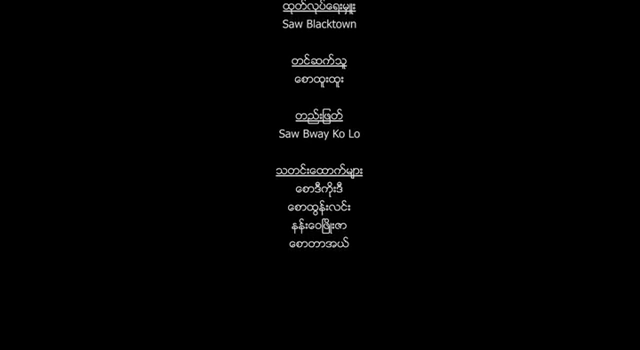 ထုတ်လုပ်ရေးမှူး
Saw Blacktown
တင်ဆက်သူ
စောထူးထူး
တည်းဖြတ်
Saw Bway Ko Lo
သတင်းထောက်များ
စောဒီကိုးဒီ
စောထွန်းလင်း
နန်းဝေဖြိုးဇာ
စောတာအယ်